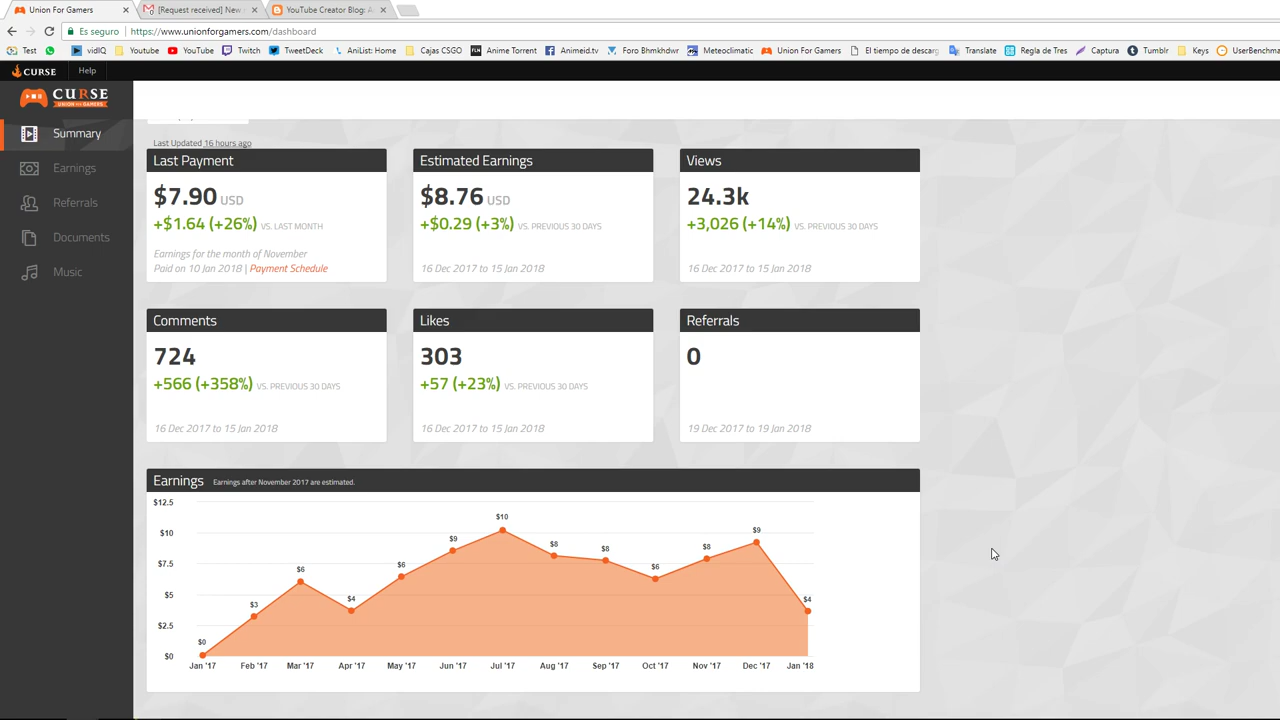 Union For Gamers
[Request received] New
YouTube Creator Blog: A
Es seguro
https://www.unionforgamers.com/dashboard
Test
vidIQ
Youtube
YouTube
Twitch
TweetDeck
AniList: Home
Cajas CSGO
Anime Torrent
Animeid.tv
Foro Bhmkhdwr
Meteoclimatic
Union For Gamers
El tiempo de descarg
Translate
Regla de Tres
Captura
Tumblr
Keys
UserBenchma
CURSE
Help
CURSE
UNION FOR GAMERS
Summary
Earnings
Referrals
Documents
Music
Last Updated 16 hours ago
Last Payment
$7.90 USD
+$1.64 (+26%) VS. LAST MONTH
Earnings for the month of November
Paid on 10 Jan 2018 | Payment Schedule
Estimated Earnings
$8.76 USD
+$0.29 (+3%) VS. PREVIOUS 30 DAYS
16 Dec 2017 to 15 Jan 2018
Views
24.3k
+3,026 (+14%) VS. PREVIOUS 30 DAYS
16 Dec 2017 to 15 Jan 2018
Comments
724
+566 (+358%) VS. PREVIOUS 30 DAYS
16 Dec 2017 to 15 Jan 2018
Likes
303
+57 (+23%) VS. PREVIOUS 30 DAYS
16 Dec 2017 to 15 Jan 2018
Referrals
0
19 Dec 2017 to 19 Jan 2018
Earnings Earnings after November 2017 are estimated.
$12.5
$10
$7.5
$5
$2.5
$0
$0
$3
$6
$4
$6
$9
$10
$8
$8
$6
$8
$9
$4
Jan '17
Feb '17
Mar '17
Apr '17
May '17
Jun '17
Jul '17
Aug '17
Sep '17
Oct '17
Nov '17
Dec '17
Jan '18